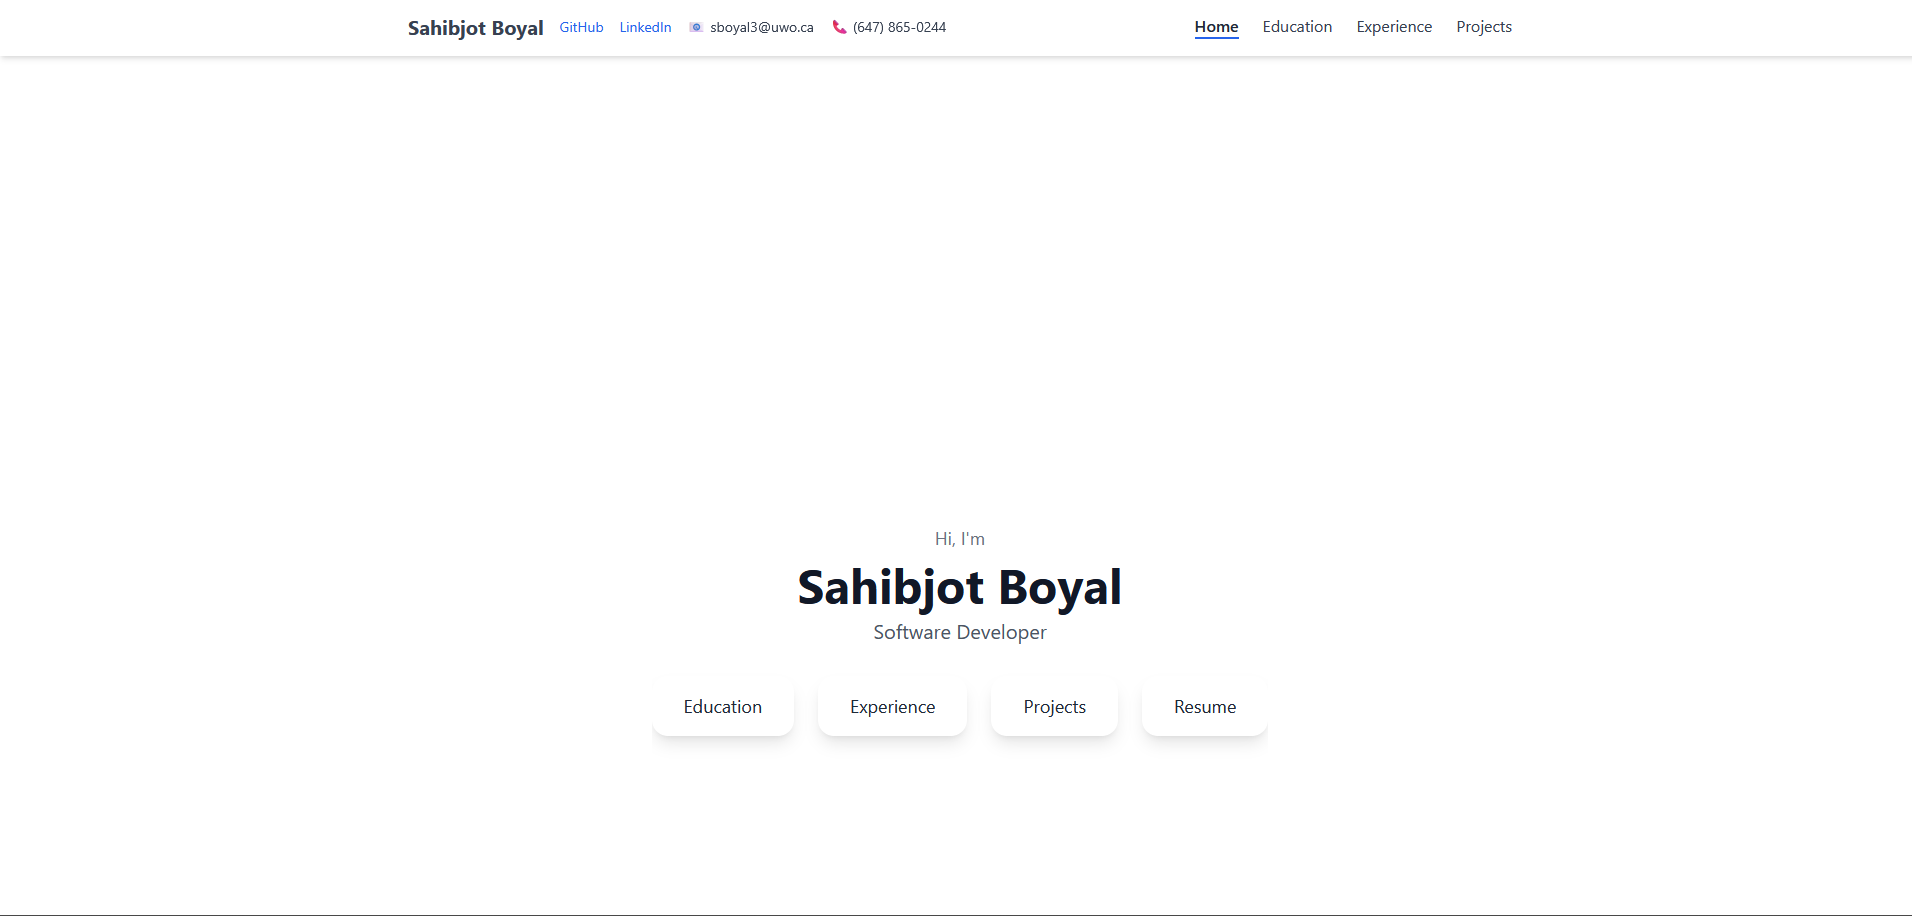 Sahibjot Boyal GitHub LinkedIn sboyal3@uwo.ca (647) 865-0244 Home Education Experience Projects
Hi, I'm
Sahibjot Boyal
Software Developer
Education Experience Projects Resume